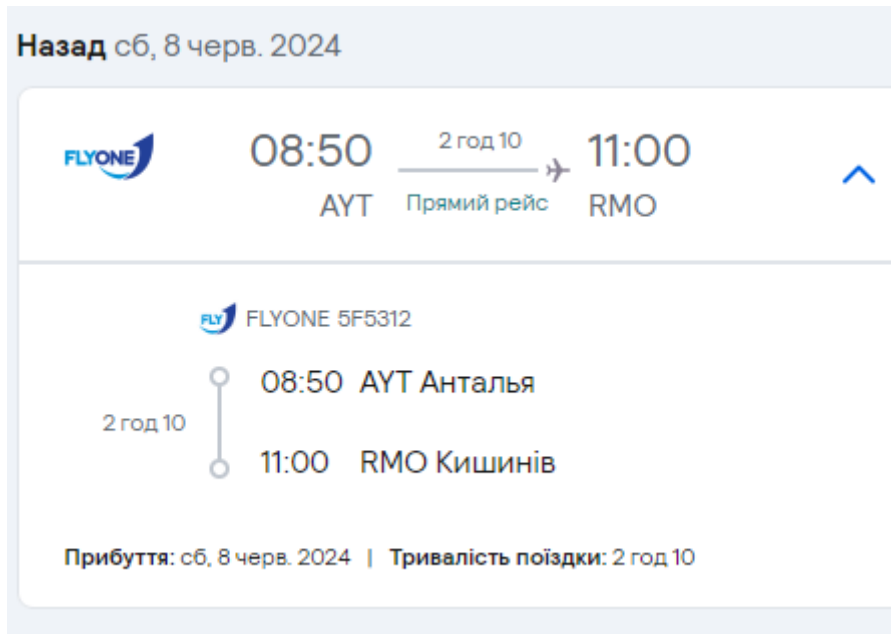 Назад сб, 8 черв. 2024
FLYONE 08:50 2 год 10 11:00
AYT Прямий рейс RMO
FLY FLYONE 5F5312
08:50 AYT Анталья
2 год 10
11:00 RMO Кишинів
Прибуття: сб, 8 черв. 2024 | Тривалість поїздки: 2 год 10